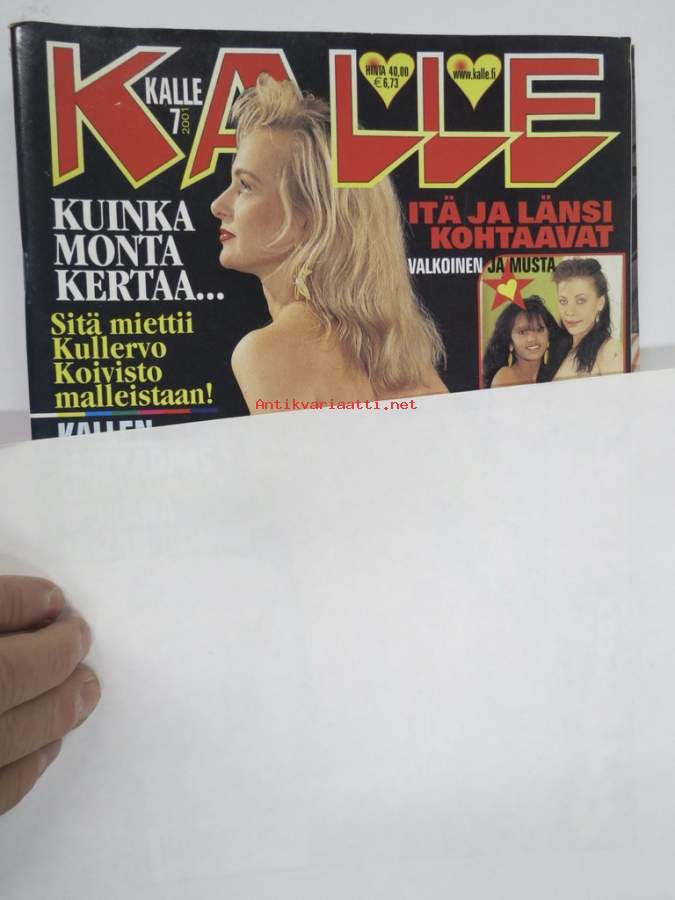 KALLE
KALLE
7
2001
HINTA 40,00
€ 6,73
www.kalle.fi
KUINKA
MONTA
KERTAA...
ITÄ JA LÄNSI
KOHTAAVAT
VALKOINEN JA MUSTA
Sitä miettii
Kullervo
Koivisto
malleistaan!
Antikvariaatti.net
KALLEN